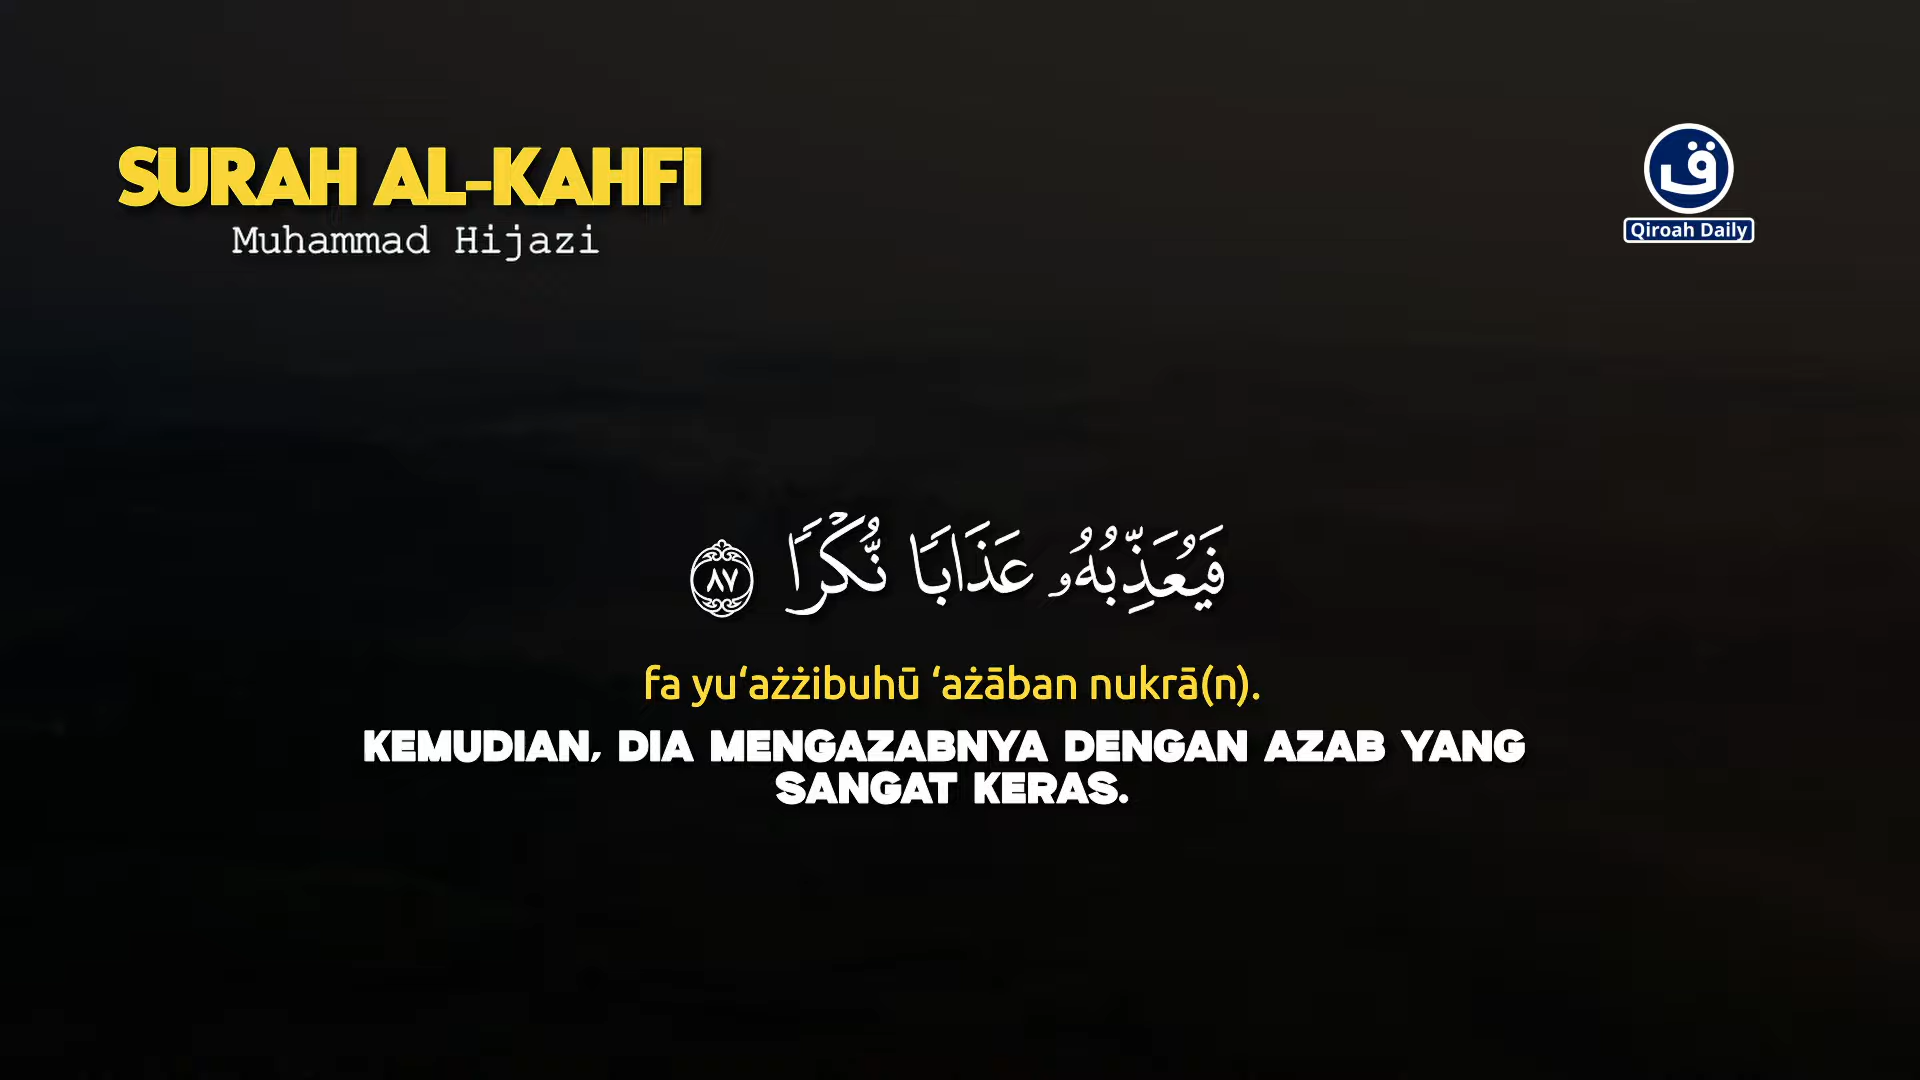 SURAH AL-KAHFI
Muhammad Hijazi
ق
Qiroah Daily
فَيُعَذِّبُهُۥ عَذَابًا نُّكْرًا ٨٧
fa yu‘ażżibuhū ‘ażāban nukrā(n).
KEMUDIAN, DIA MENGAZABNYA DENGAN AZAB YANG
SANGAT KERAS.